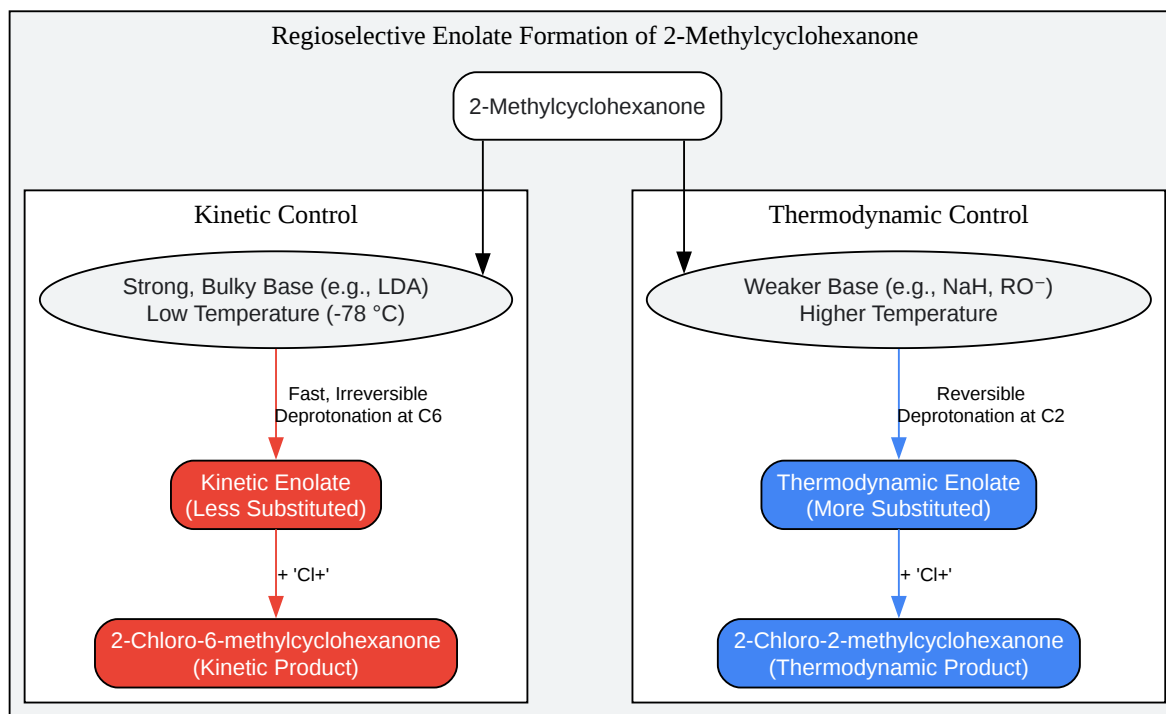 Regioselective Enolate Formation of 2-Methylcyclohexanone
2-Methylcyclohexanone
Kinetic Control
Strong, Bulky Base (e.g., LDA)
Low Temperature (-78 °C)
Fast, Irreversible
Deprotonation at C6
Kinetic Enolate
(Less Substituted)
+ 'Cl+'
2-Chloro-6-methylcyclohexanone
(Kinetic Product)
Thermodynamic Control
Weaker Base (e.g., NaH, RO⁻)
Higher Temperature
Reversible
Deprotonation at C2
Thermodynamic Enolate
(More Substituted)
+ 'Cl+'
2-Chloro-2-methylcyclohexanone
(Thermodynamic Product)